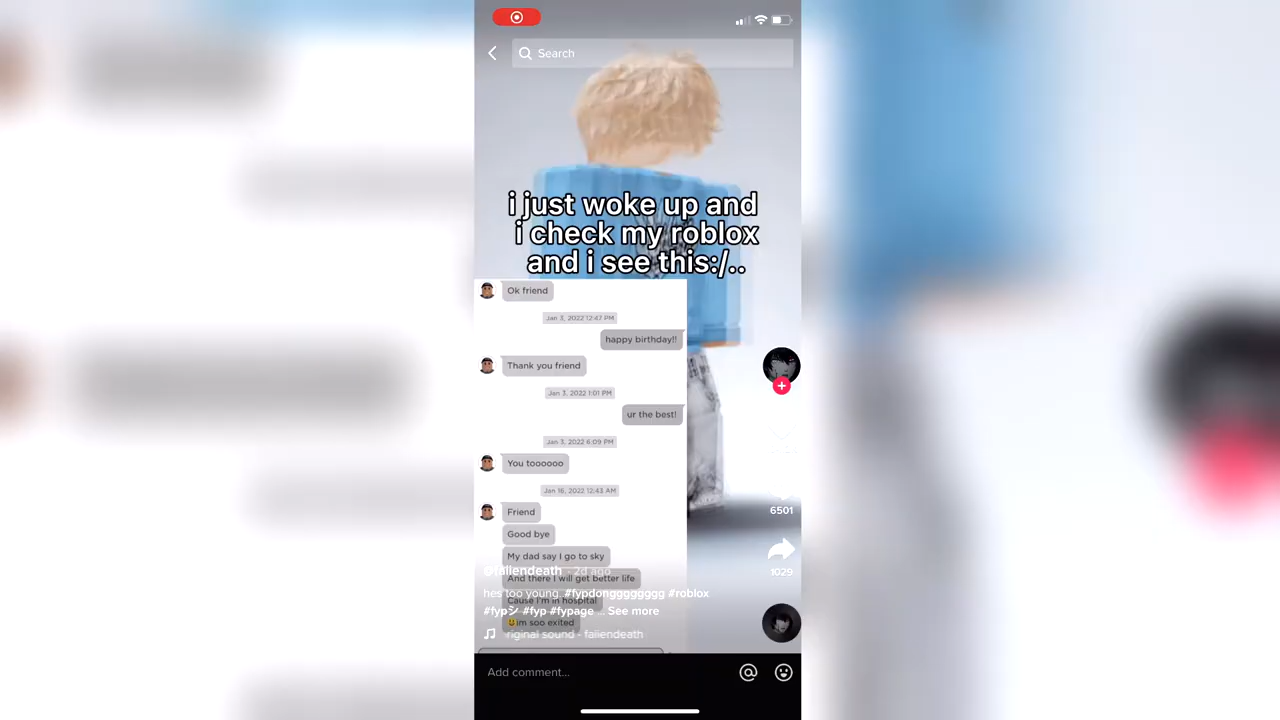 Search
i just woke up and
i check my roblox
and i see this:/..
Ok friend
Jan 3, 2022 12:47 PM
happy birthday!!
Thank you friend
Jan 3, 2022 1:01 PM
ur the best!
Jan 3, 2022 6:09 PM
You toooooo
Jan 16, 2022 12:43 AM
Friend
Good bye
My dad say I go to sky
And there I will get better life
Cause I'm in hospital
😃im soo exited
6501
1029
@fallendeath · 2d ago
hes too young. #fypdongggggggg #roblox
#fypシ #fyp #fypage ... See more
riginal sound - fallendeath
Add comment...